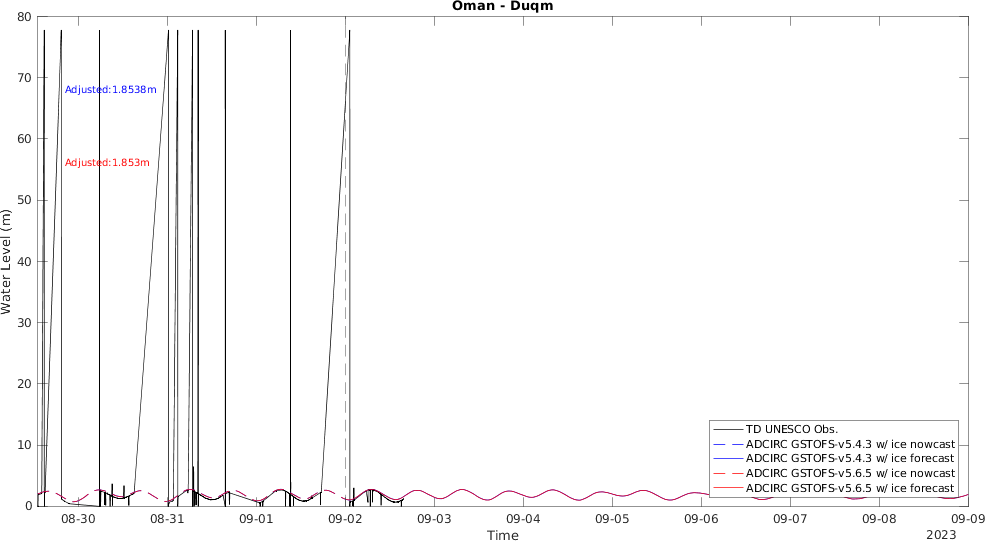 Oman - Duqm
80
70
60
50
40
30
20
10
0
Water Level (m)
Adjusted:1.8538m
Adjusted:1.853m
TD UNESCO Obs.
ADCIRC GSTOFS-v5.4.3 w/ ice nowcast
ADCIRC GSTOFS-v5.4.3 w/ ice forecast
ADCIRC GSTOFS-v5.6.5 w/ ice nowcast
ADCIRC GSTOFS-v5.6.5 w/ ice forecast
08-30 08-31 09-01 09-02 09-03 09-04 09-05 09-06 09-07 09-08 09-09
Time
2023